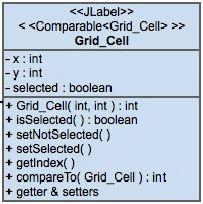 <<JLabel>>
< <Comparable<Grid_Cell> >>
Grid_Cell
- x : int
- y : int
- selected : boolean
+ Grid_Cell( int, int ) : int
+ isSelected( ) : boolean
+ setNotSelected( )
+ setSelected( )
+ getIndex( )
+ compareTo( Grid_Cell ) : int
+ getter & setters